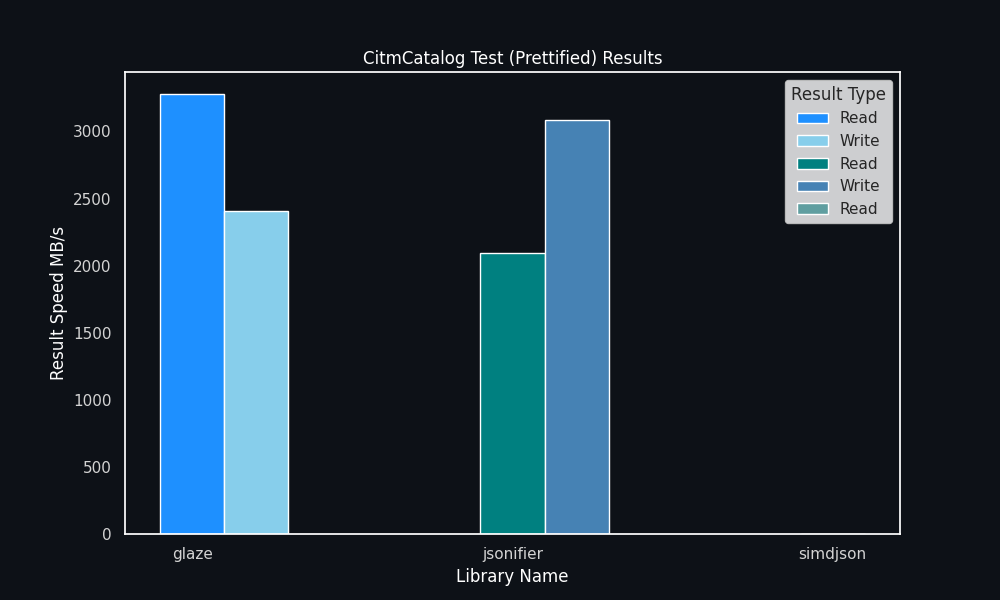 CitmCatalog Test (Prettified) Results
Result Type
Read
Write
Read
Write
Read
3000
2500
2000
1500
1000
500
0
Result Speed MB/s
glaze
jsonifier
simdjson
Library Name